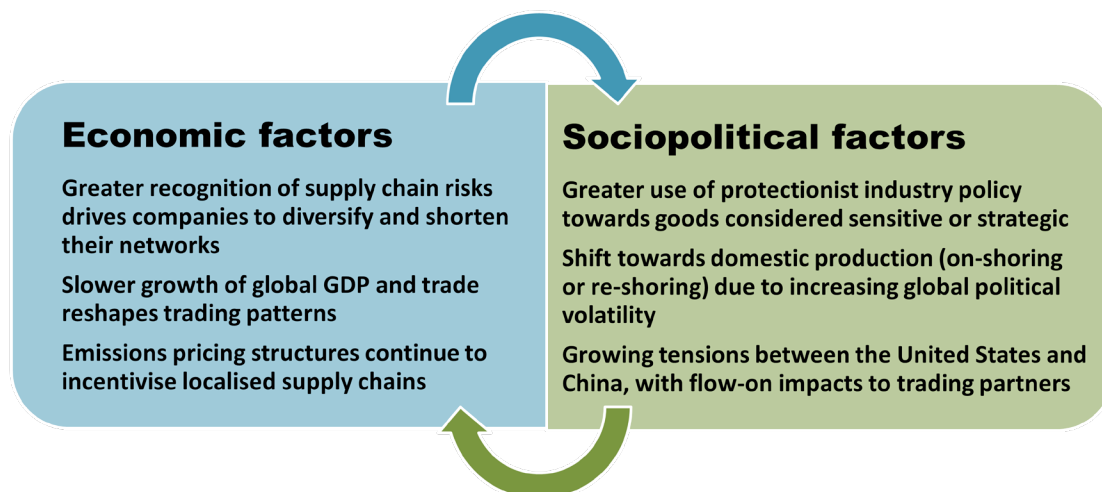 Economic factors
Greater recognition of supply chain risks
drives companies to diversify and shorten
their networks
Slower growth of global GDP and trade
reshapes trading patterns
Emissions pricing structures continue to
incentivise localised supply chains
Sociopolitical factors
Greater use of protectionist industry policy
towards goods considered sensitive or strategic
Shift towards domestic production (on-shoring
or re-shoring) due to increasing global political
volatility
Growing tensions between the United States and
China, with flow-on impacts to trading partners